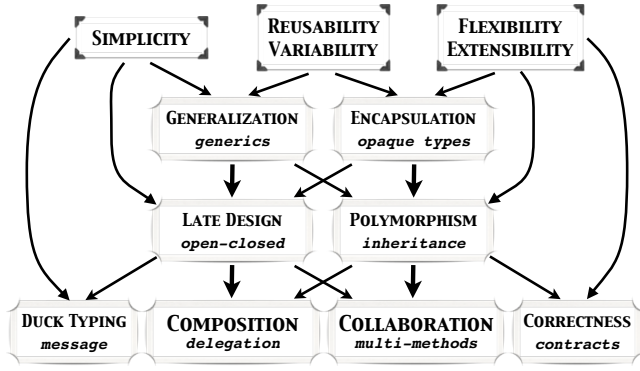 SIMPLICITY
REUSABILITY
VARIABILITY
FLEXIBILITY
EXTENSIBILITY
GENERALIZATION
generics
ENCAPSULATION
opaque types
LATE DESIGN
open-closed
POLYMORPHISM
inheritance
DUCK TYPING
message
COMPOSITION
delegation
COLLABORATION
multi-methods
CORRECTNESS
contracts